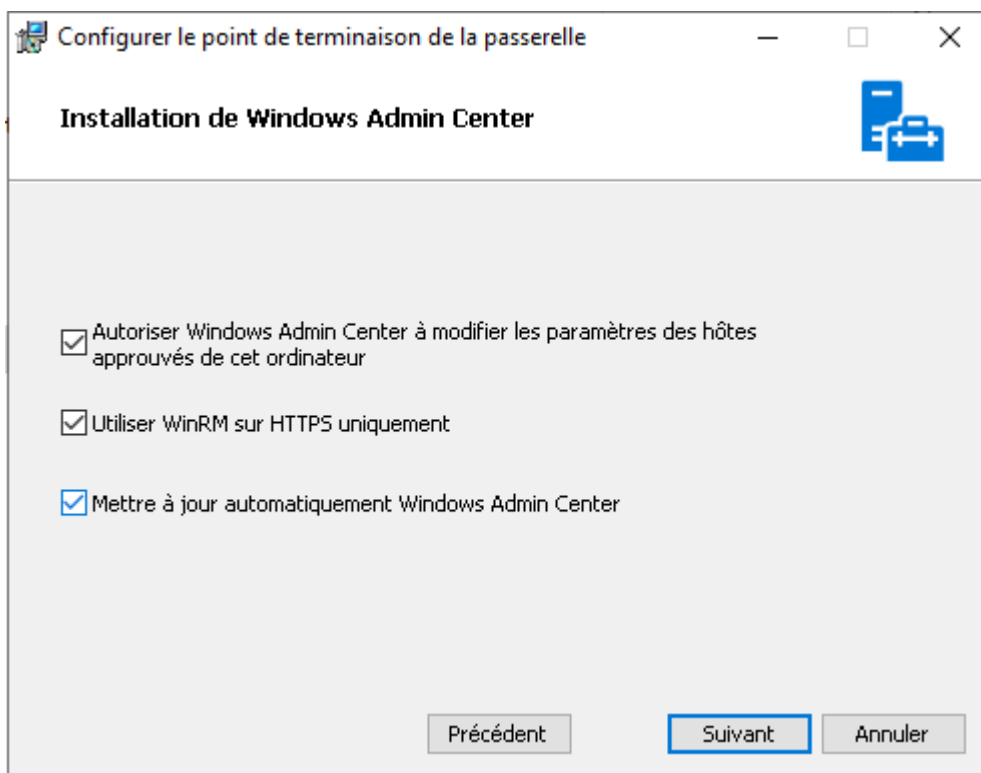 Configurer le point de terminaison de la passerelle
Installation de Windows Admin Center
Autoriser Windows Admin Center à modifier les paramètres des hôtes
approuvés de cet ordinateur
Utiliser WinRM sur HTTPS uniquement
Mettre à jour automatiquement Windows Admin Center
Précédent
Suivant
Annuler